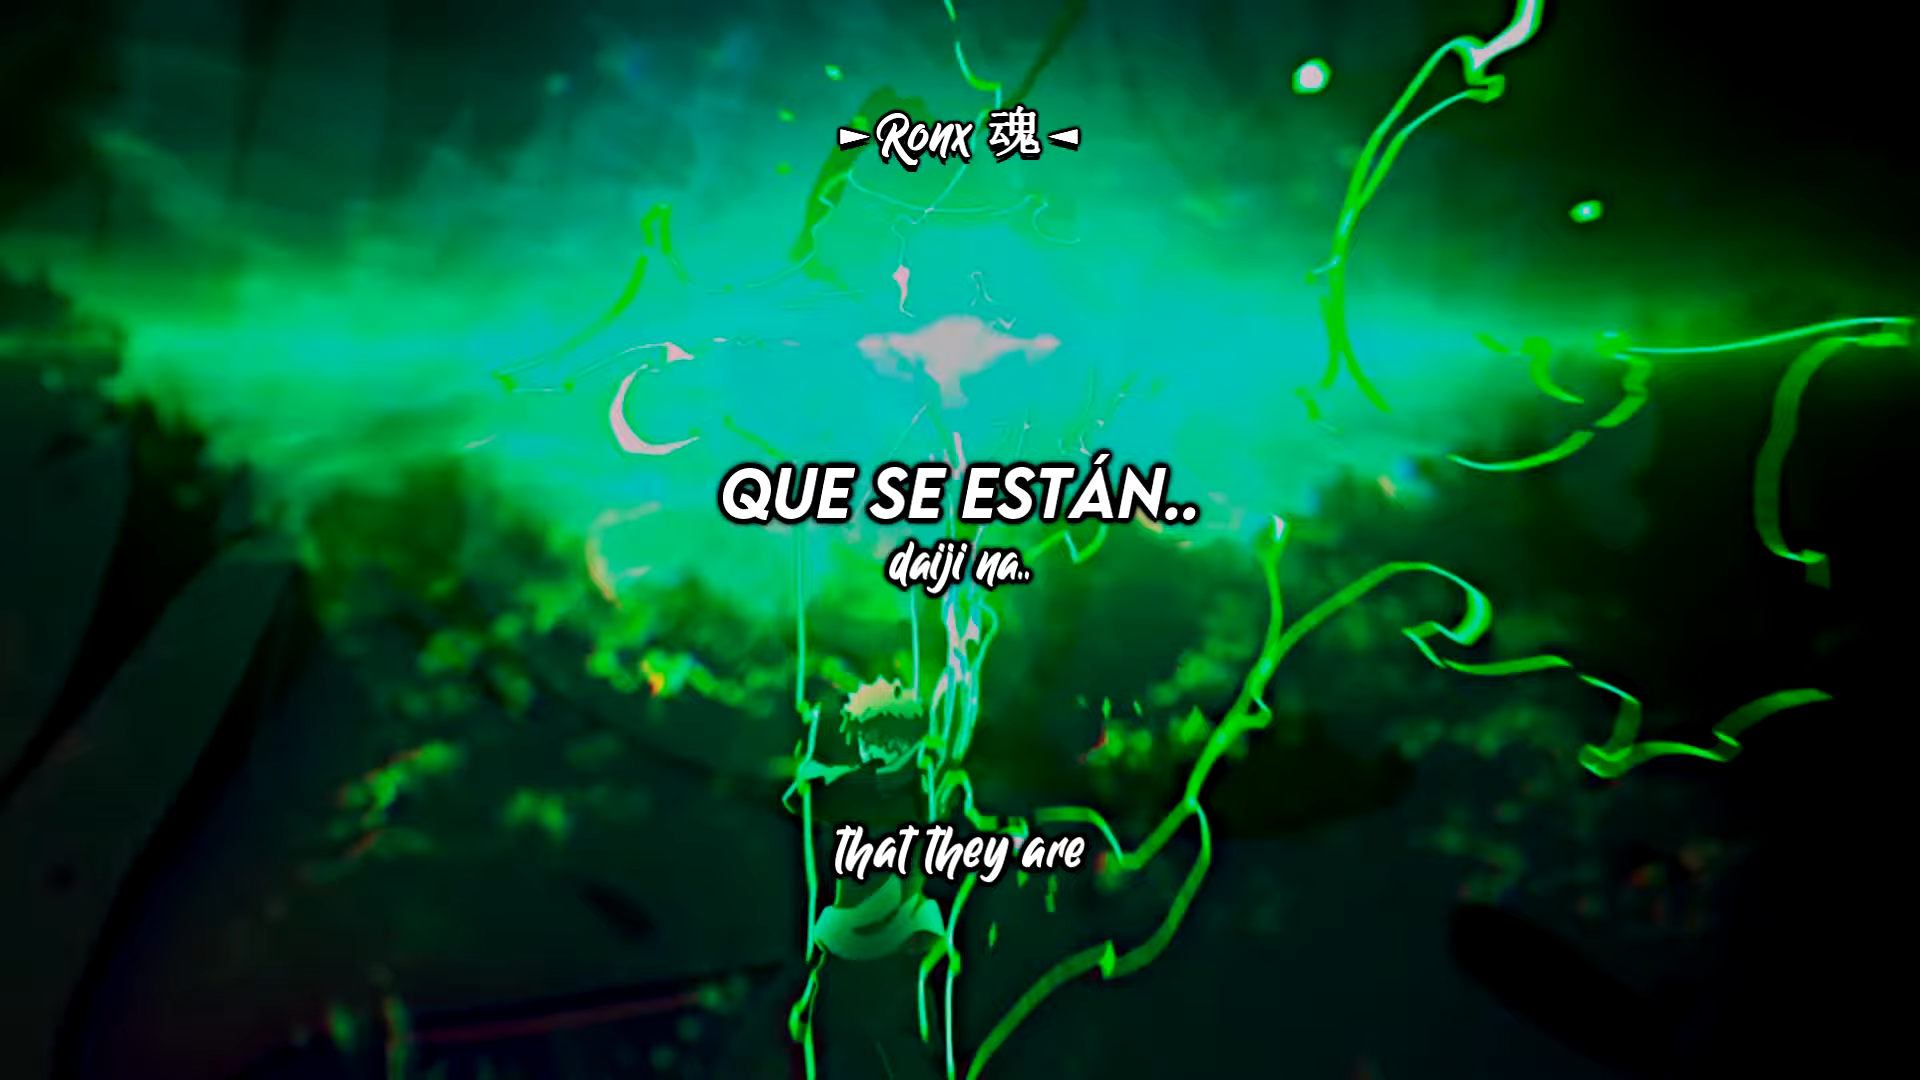 ►Ronx 魂◄
QUE SE ESTÁN..
daiji na..
that they are